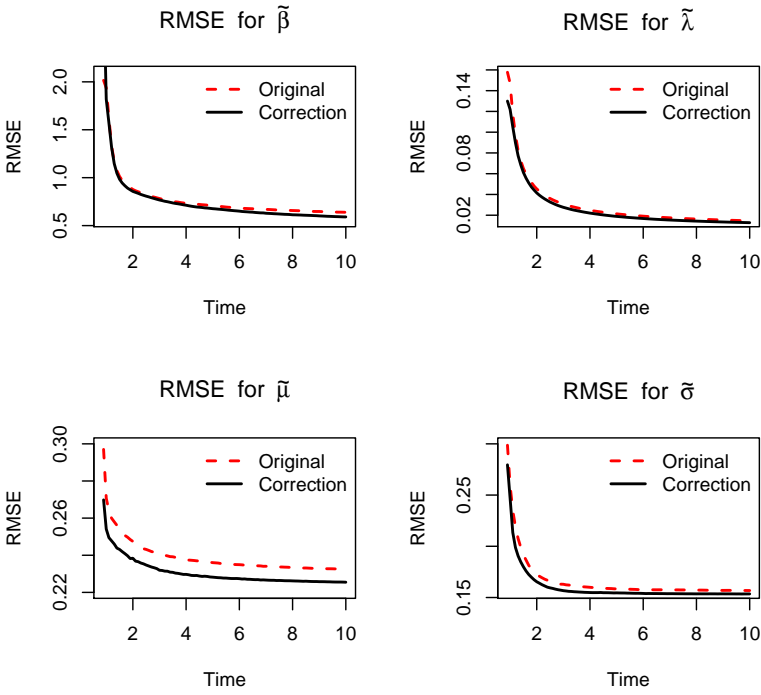 RMSE for β̃
RMSE
2.0
1.5
1.0
0.5
Original
Correction
2 4 6 8 10
Time
RMSE for λ̃
RMSE
0.14
0.08
0.02
Original
Correction
2 4 6 8 10
Time
RMSE for μ̃
RMSE
0.30
0.26
0.22
Original
Correction
2 4 6 8 10
Time
RMSE for σ̃
RMSE
0.25
0.15
Original
Correction
2 4 6 8 10
Time